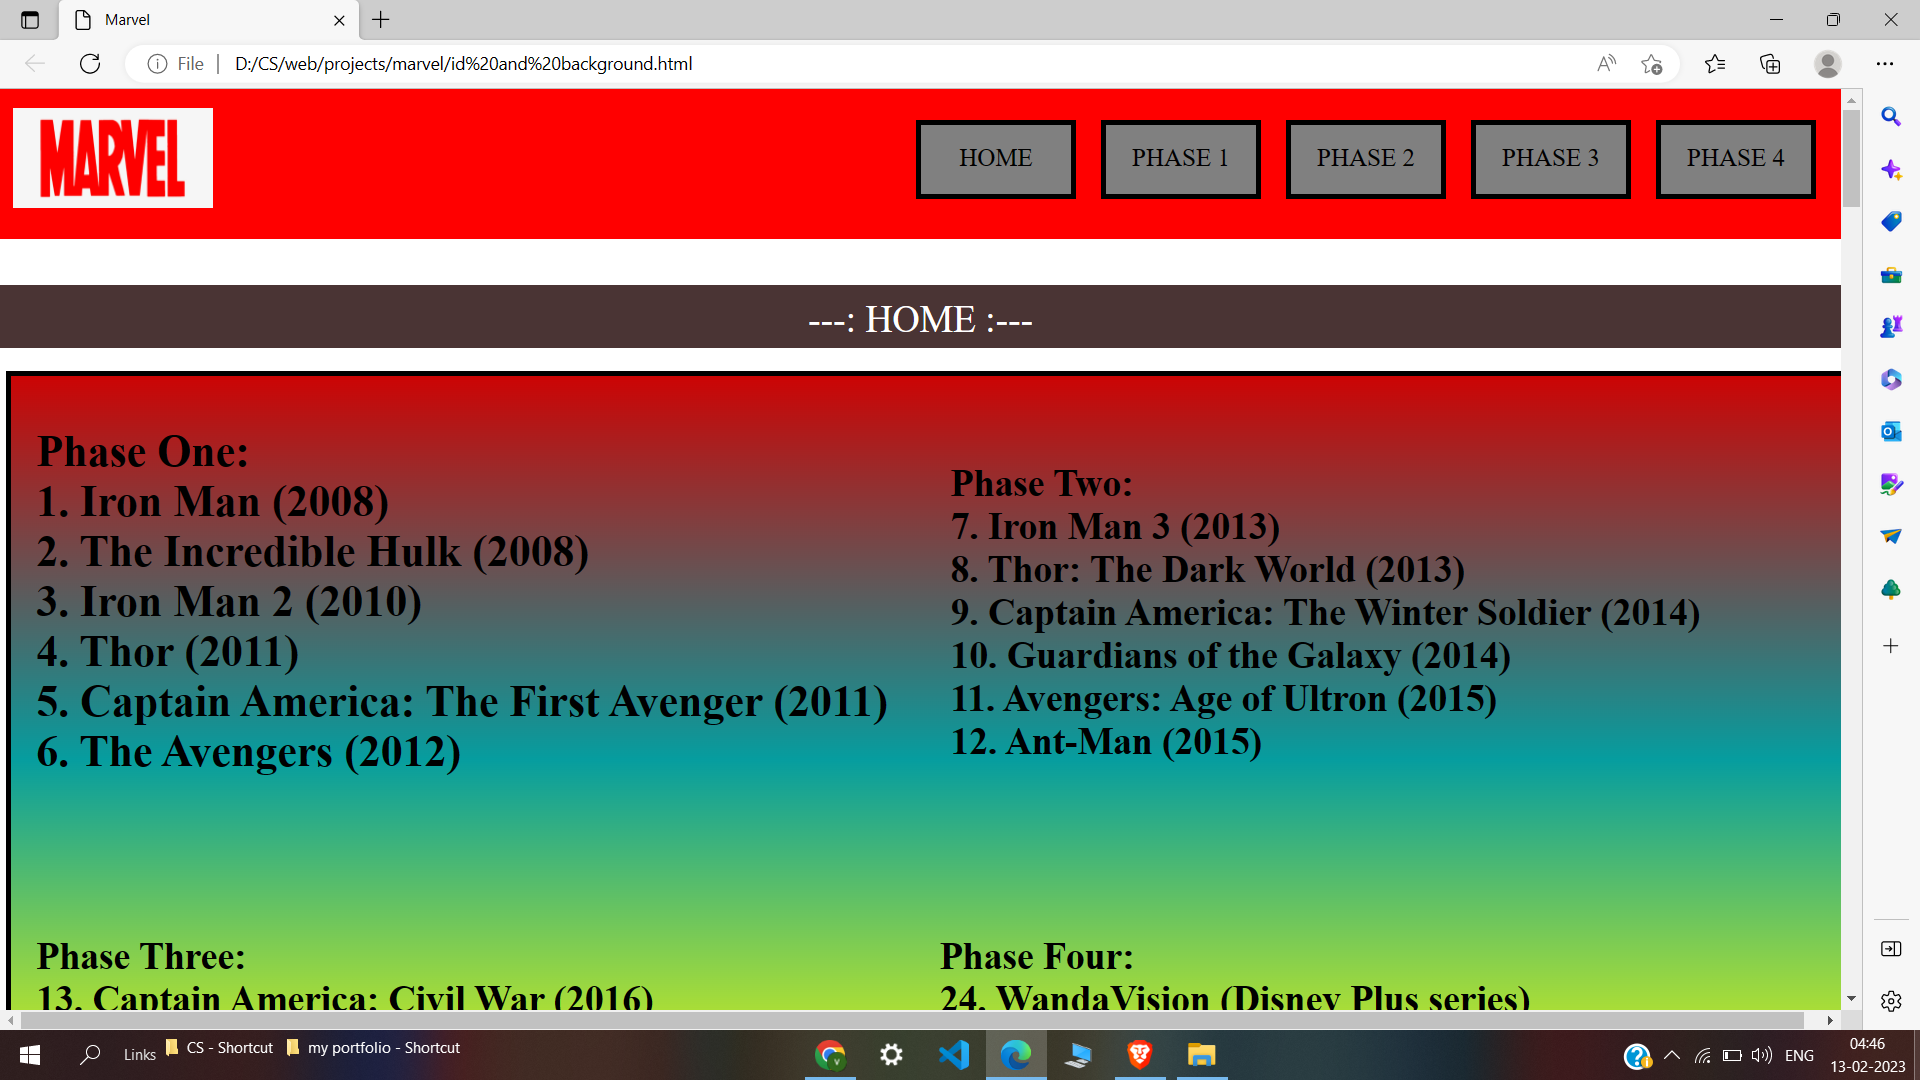 Marvel
File
D:/CS/web/projects/marvel/id%20and%20background.html
MARVEL
HOME
PHASE 1
PHASE 2
PHASE 3
PHASE 4
---: HOME :---
Phase One:
1. Iron Man (2008)
2. The Incredible Hulk (2008)
3. Iron Man 2 (2010)
4. Thor (2011)
5. Captain America: The First Avenger (2011)
6. The Avengers (2012)
Phase Two:
7. Iron Man 3 (2013)
8. Thor: The Dark World (2013)
9. Captain America: The Winter Soldier (2014)
10. Guardians of the Galaxy (2014)
11. Avengers: Age of Ultron (2015)
12. Ant-Man (2015)
Phase Three:
13. Captain America: Civil War (2016)
Phase Four:
24. WandaVision (Disney Plus series)
Links
CS - Shortcut
my portfolio - Shortcut
ENG
04:46
13-02-2023